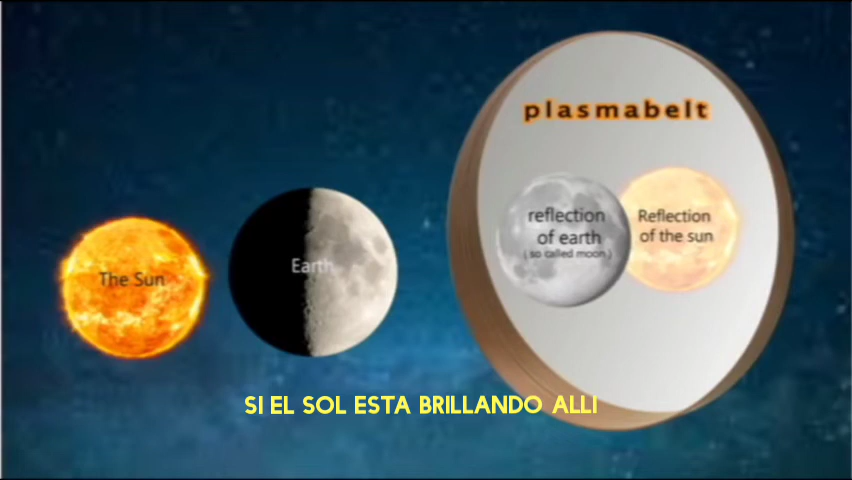 plasmabelt
reflection
of earth
( so called moon )
Reflection
of the sun
The Sun
Earth
SI EL SOL ESTA BRILLANDO ALLI